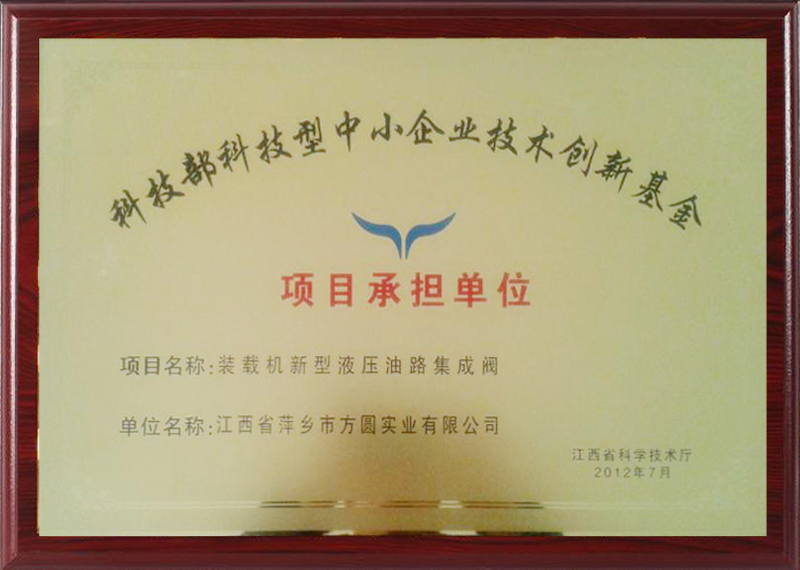 科技部科技型中小企业技术创新基金
项目承担单位
项目名称:装载机新型液压油路集成阀
单位名称:江西省萍乡市方圆实业有限公司
江西省科学技术厅
2012年7月